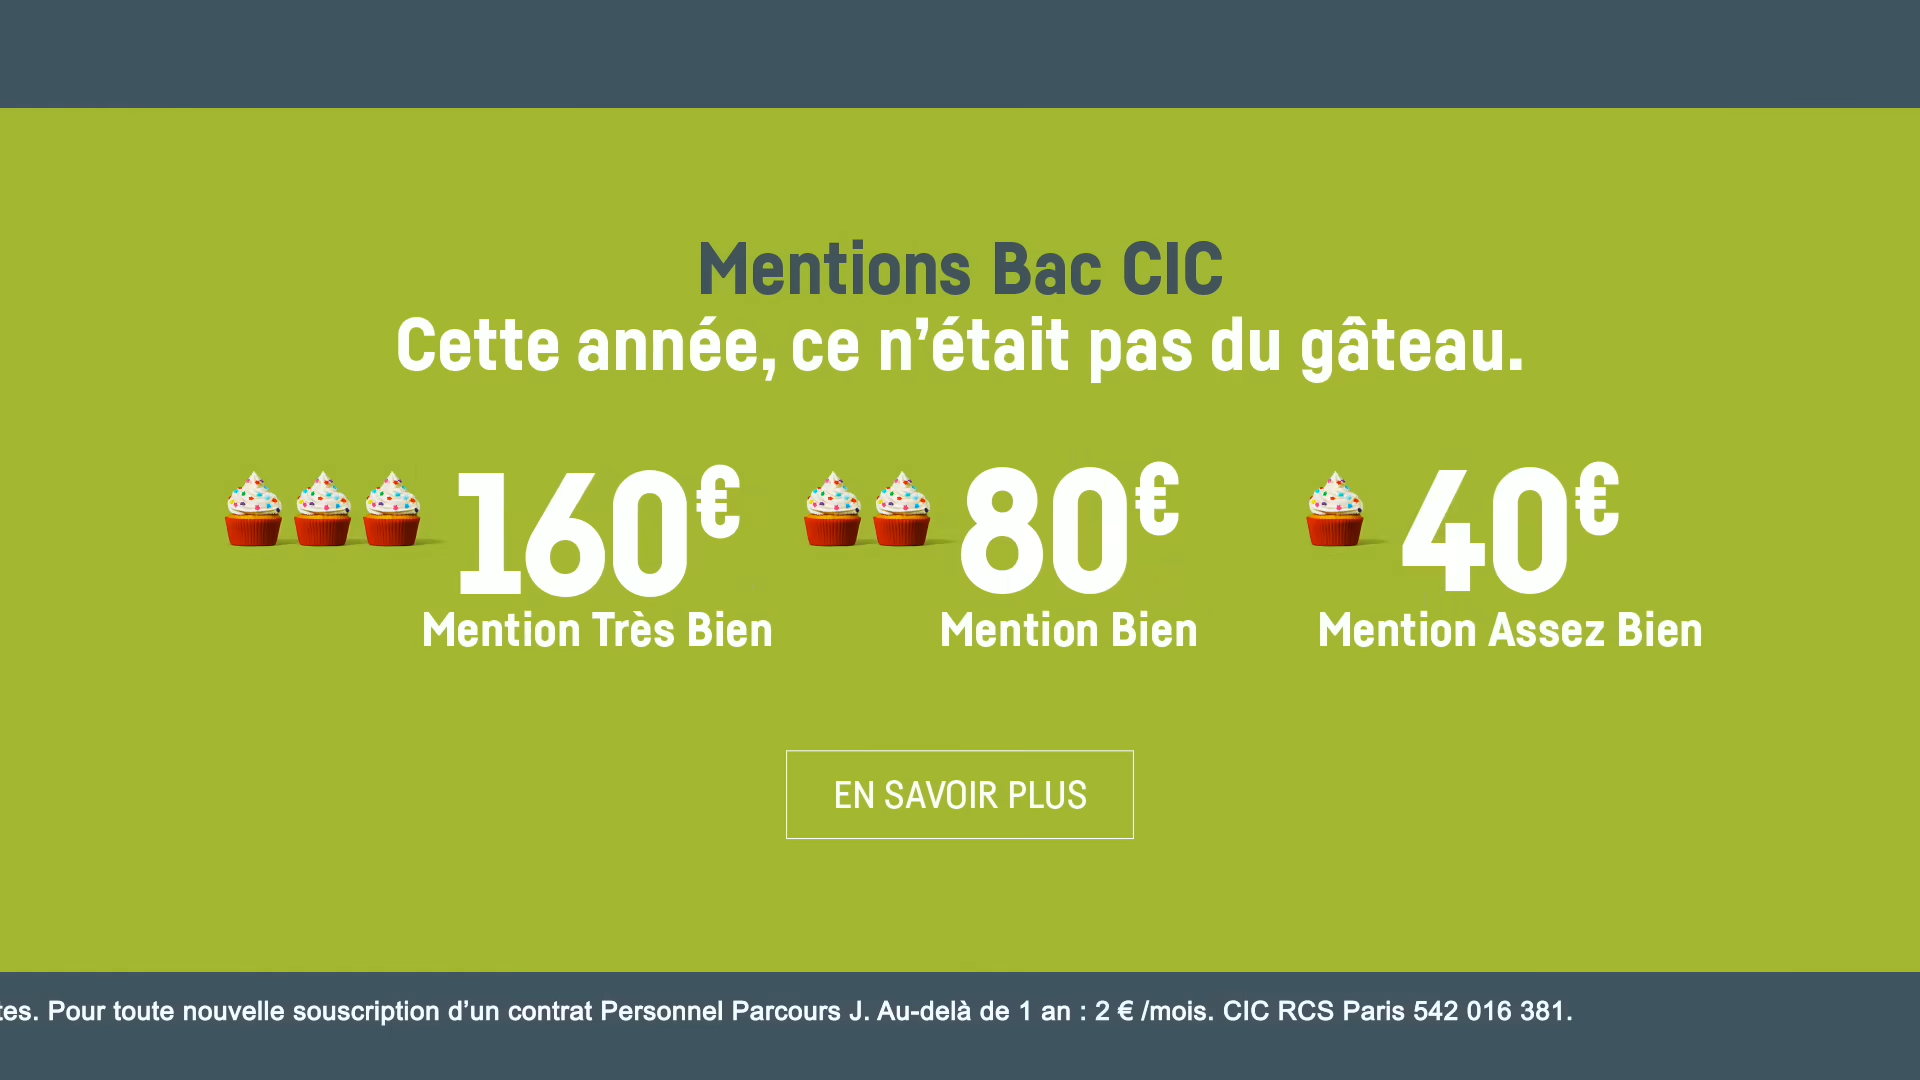 Mentions Bac CIC
Cette année, ce n’était pas du gâteau.
160€
Mention Très Bien
80€
Mention Bien
40€
Mention Assez Bien
EN SAVOIR PLUS
Pour toute nouvelle souscription d’un contrat Personnel Parcours J. Au-delà de 1 an : 2 € /mois. CIC RCS Paris 542 016 381.